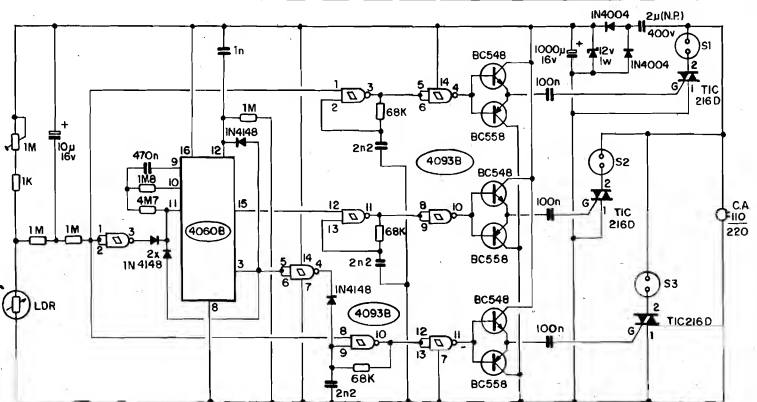 IN4004
2µ(N.P.)
400v
S1
1000µ
16v
12v
1w
IN4004
2
1
G
TIC
216D
1n
1M
1N4148
16
12
9
10
11
15
3
8
470n
1M8
4M7
4060B
10µ
16v
1M
1K
1M
1M
LDR
1
2
3
2x
1N4148
1
2
3
68K
2n2
5
6
14
4
BC548
BC558
100n
4093B
12
13
11
68K
2n2
8
9
10
BC548
BC558
100n
S2
2
1
G
TIC
216D
C.A
110
220
5
6
14
4
7
1N4148
4093B
8
9
10
68K
2n2
12
13
11
7
BC548
BC558
100n
S3
2
1
G
TIC216D